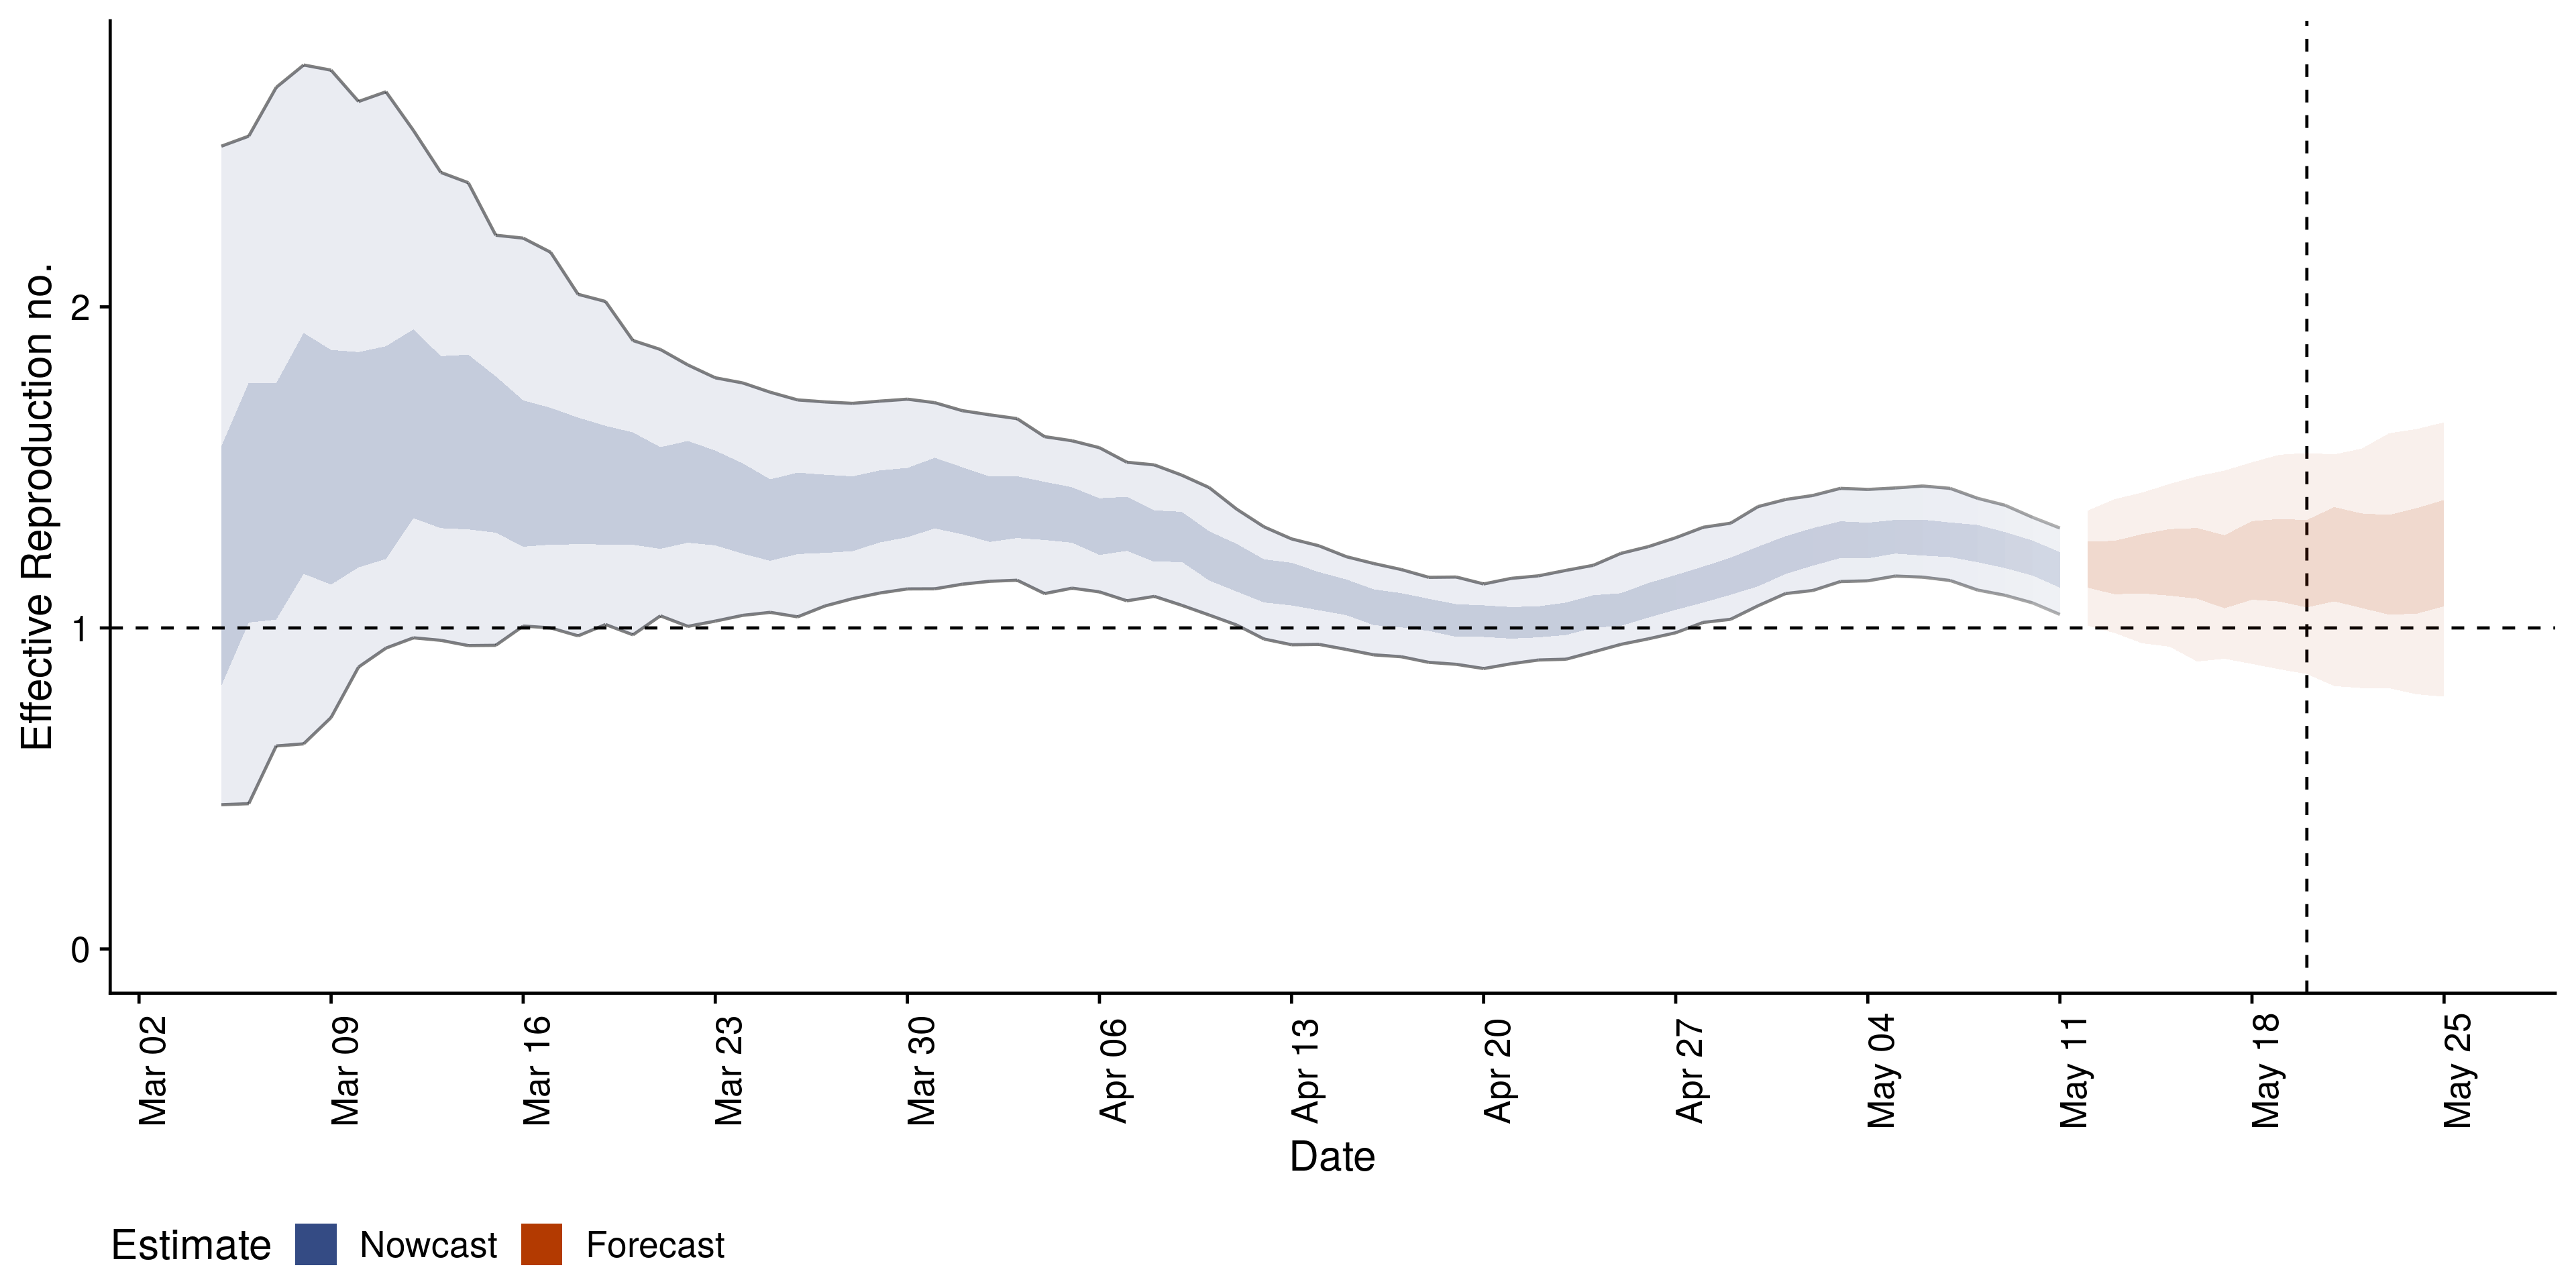 Effective Reproduction no.
2
1
0
Mar 02
Mar 09
Mar 16
Mar 23
Mar 30
Apr 06
Apr 13
Apr 20
Apr 27
May 04
May 11
May 18
May 25
Date
Estimate Nowcast Forecast